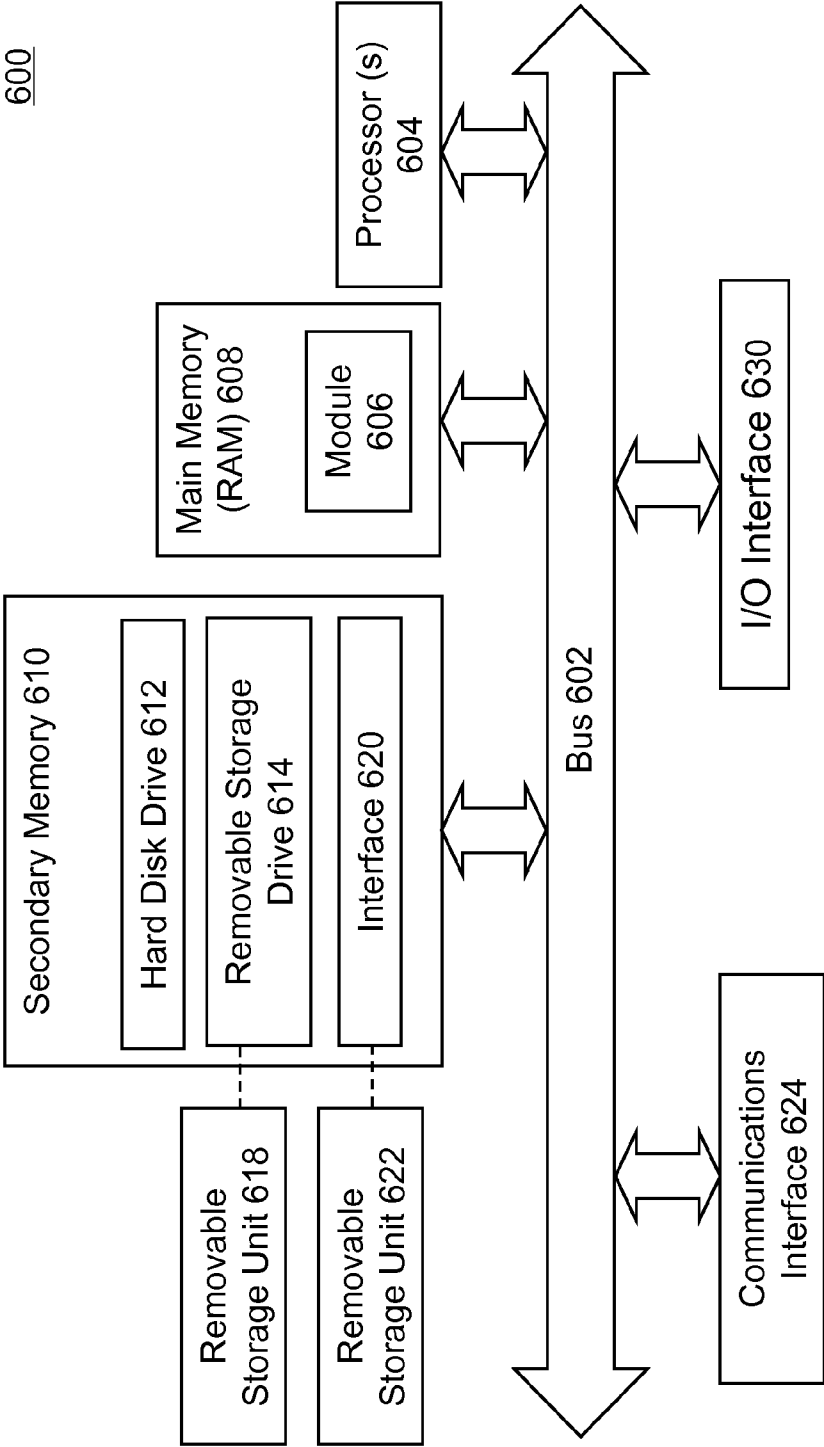 600
Secondary Memory 610
Hard Disk Drive 612
Removable Storage
Drive 614
Interface 620
Removable
Storage Unit 618
Removable
Storage Unit 622
Main Memory
(RAM) 608
Module
606
Processor (s)
604
Bus 602
Communications
Interface 624
I/O Interface 630